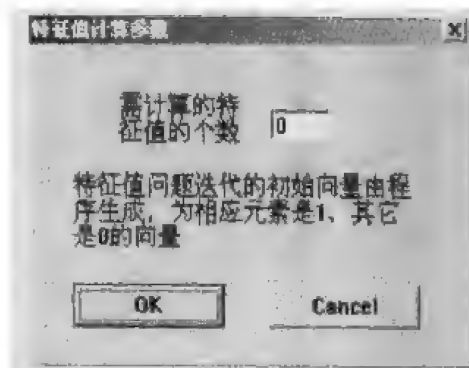 特征值计算参数
需计算的特
征值的个数
0
特征值问题迭代的初始向量由程
序生成，为相应元素是1、其它
是0的向量
OK
Cancel